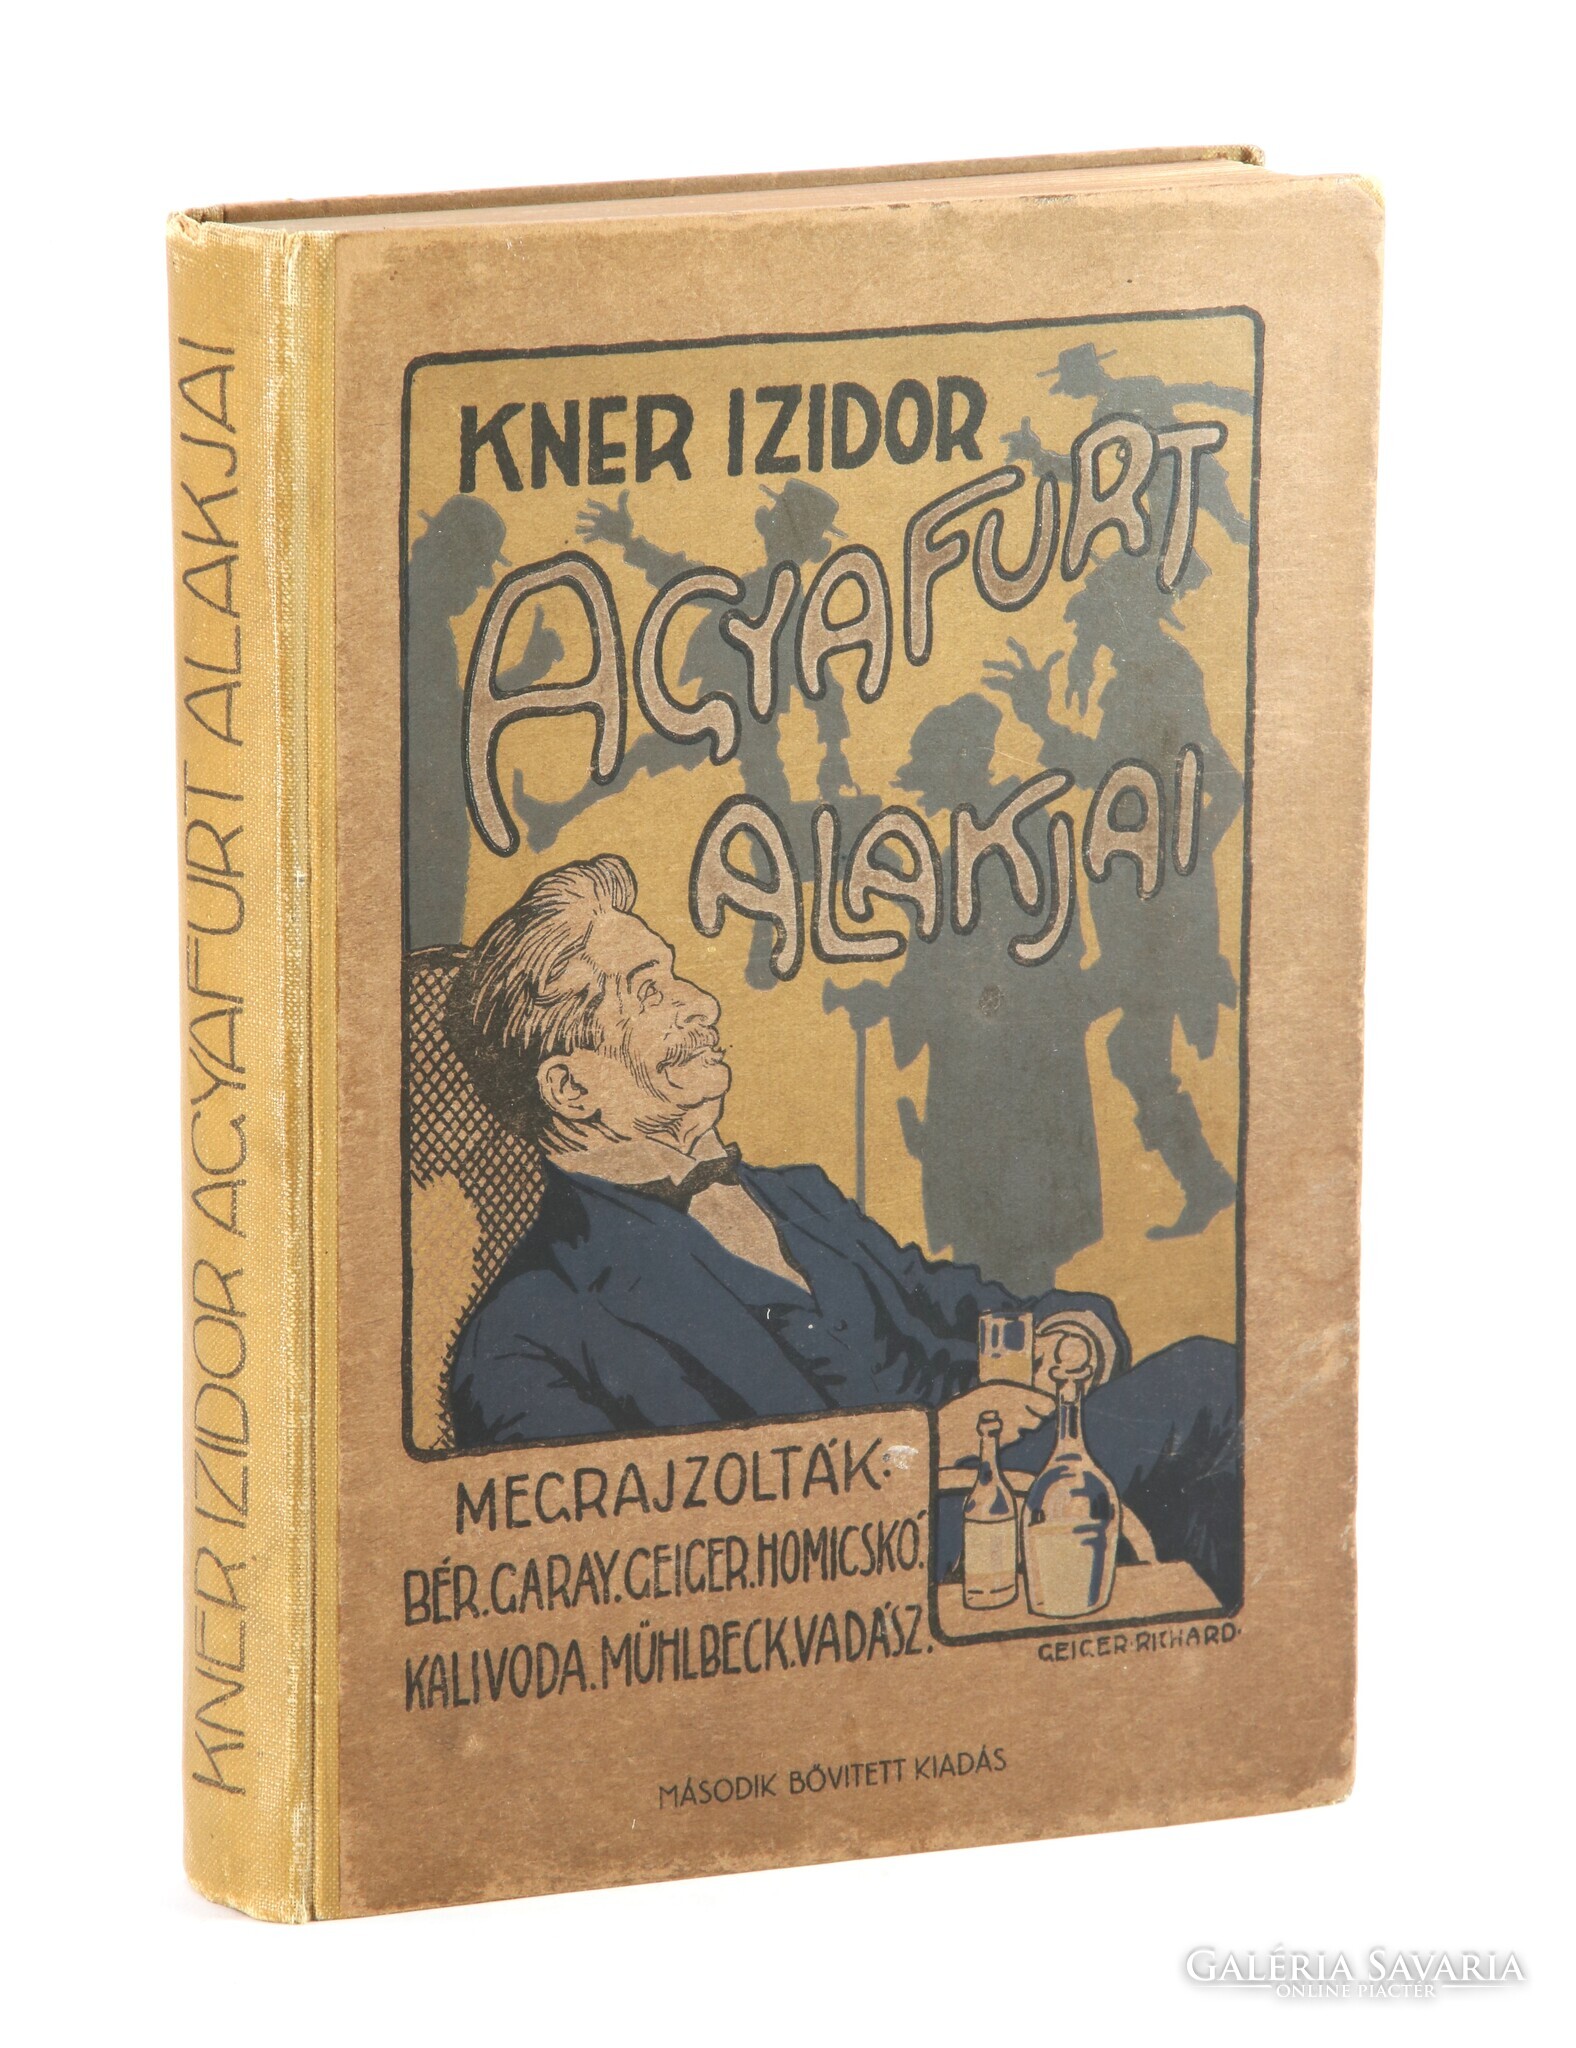 KNER IZIDOR AGYAFURT ALAKJAI
KNER IZIDOR
AGYAFURT
ALAKJAI
MEGRAJZOLTÁK:
BÉR. GARAY. GEIGER. HOMICSKÓ.
KALIVODA. MÜHLBECK. VADÁSZ.
GEIGER·RICHARD·
MÁSODIK BŐVITETT KIADÁS
GALÉRIA SAVARIA
ONLINE PIACTÉR